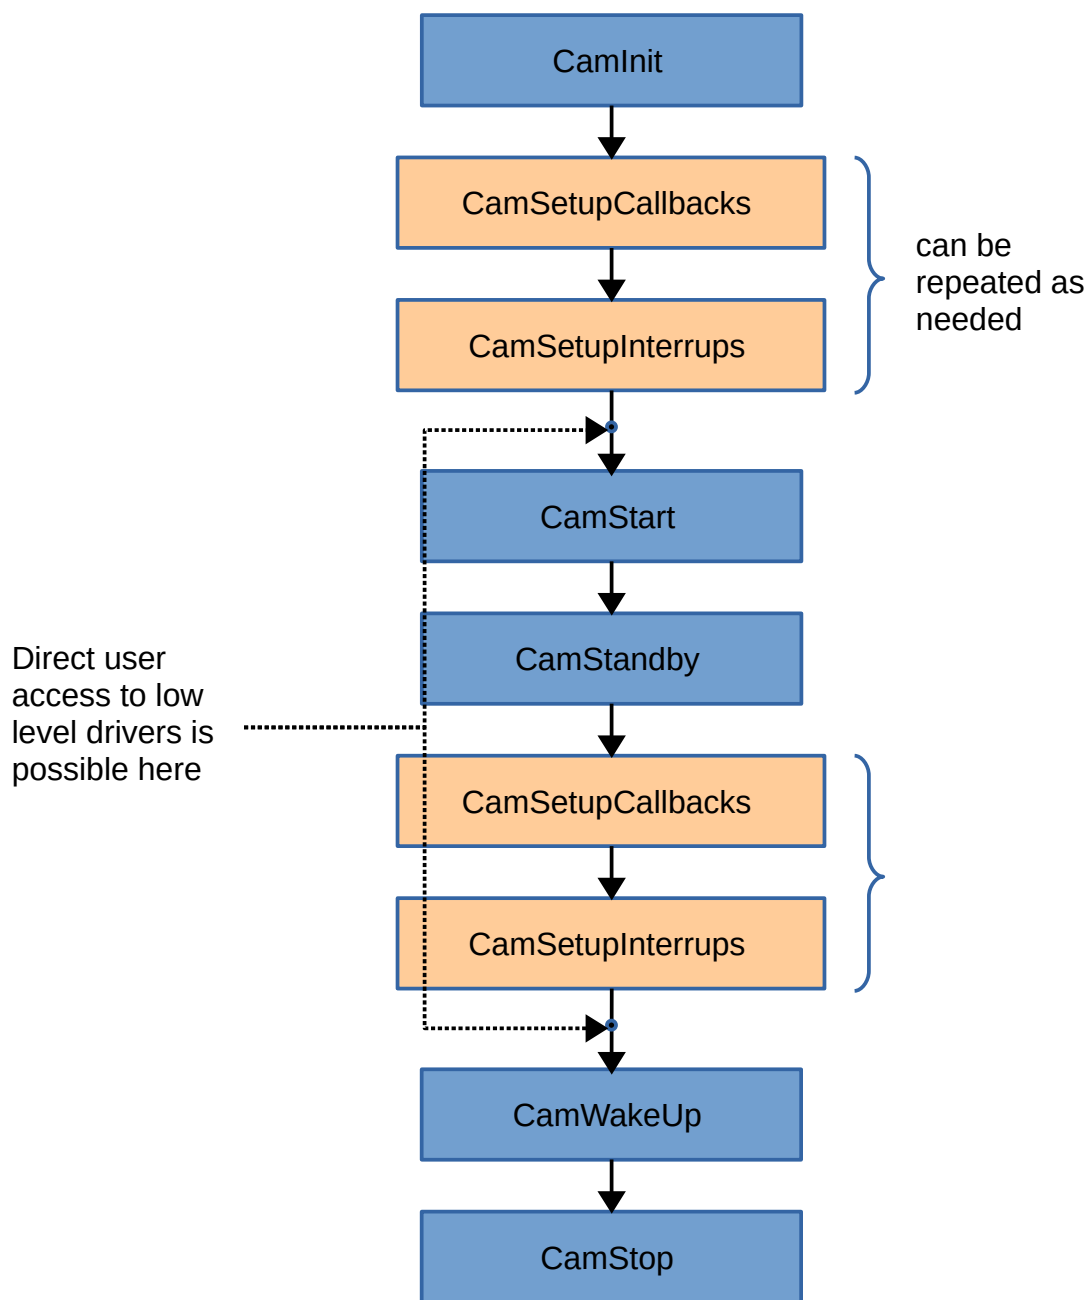 CamInit
CamSetupCallbacks
can be
repeated as
needed
CamSetupInterrups
CamStart
Direct user
access to low
level drivers is
possible here
CamStandby
CamSetupCallbacks
CamSetupInterrups
CamWakeUp
CamStop